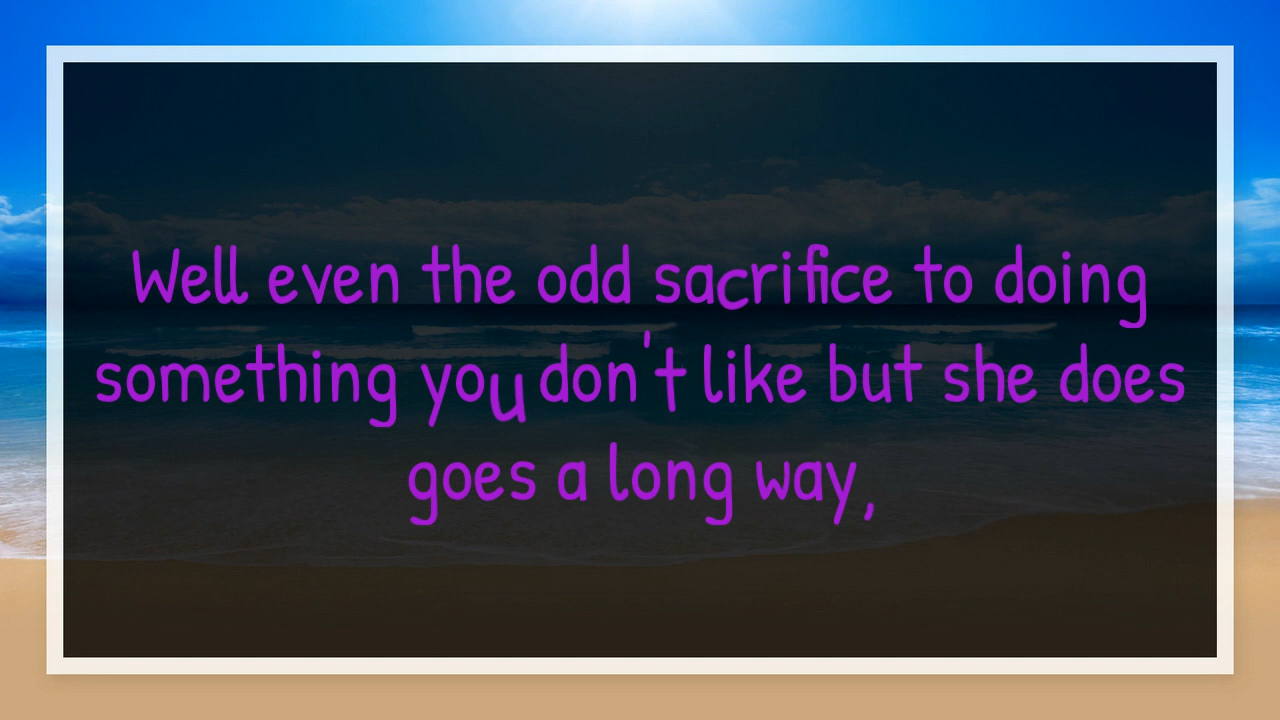 Well even the odd sacrifice to doing
something you don't like but she does
goes a long way,